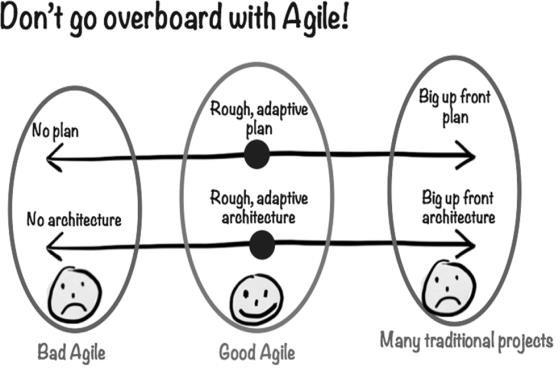 Don't go overboard with Agile!
No plan
Rough, adaptive
plan
Big up front
plan
No architecture
Rough, adaptive
architecture
Big up front
architecture
Bad Agile
Good Agile
Many traditional projects